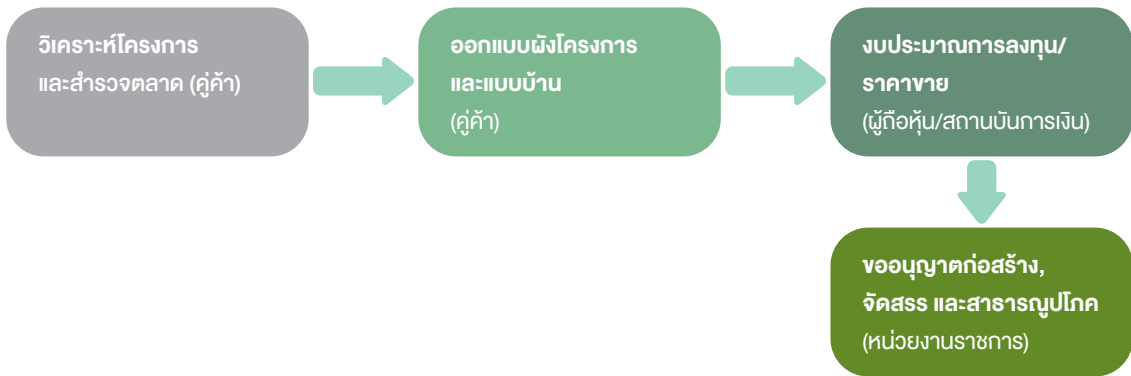 วิเคราะห์โครงการ
และสำรวจตลาด (คู่ค้า)
ออกแบบผังโครงการ
และแบบบ้าน
(คู่ค้า)
งบประมาณการลงทุน/
ราคาขาย
(ผู้ถือหุ้น/สถานบันการเงิน)
ขออนุญาตก่อสร้าง,
จัดสรร และสาธารณูปโภค
(หน่วยงานราชการ)